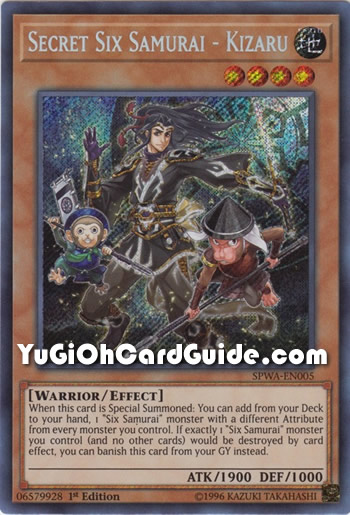 SECRET SIX SAMURAI - KIZARU
YuGiOhCardGuide.com
SPWA-EN005
[WARRIOR/EFFECT]
When this card is Special Summoned: You can add from your Deck
to your hand, 1 "Six Samurai" monster with a different Attribute
from every monster you control. If exactly 1 "Six Samurai" monster
you control (and no other cards) would be destroyed by card
effect, you can banish this card from your GY instead.
ATK/1900 DEF/1000
06579928 1st Edition ©1996 KAZUKI TAKAHASHI